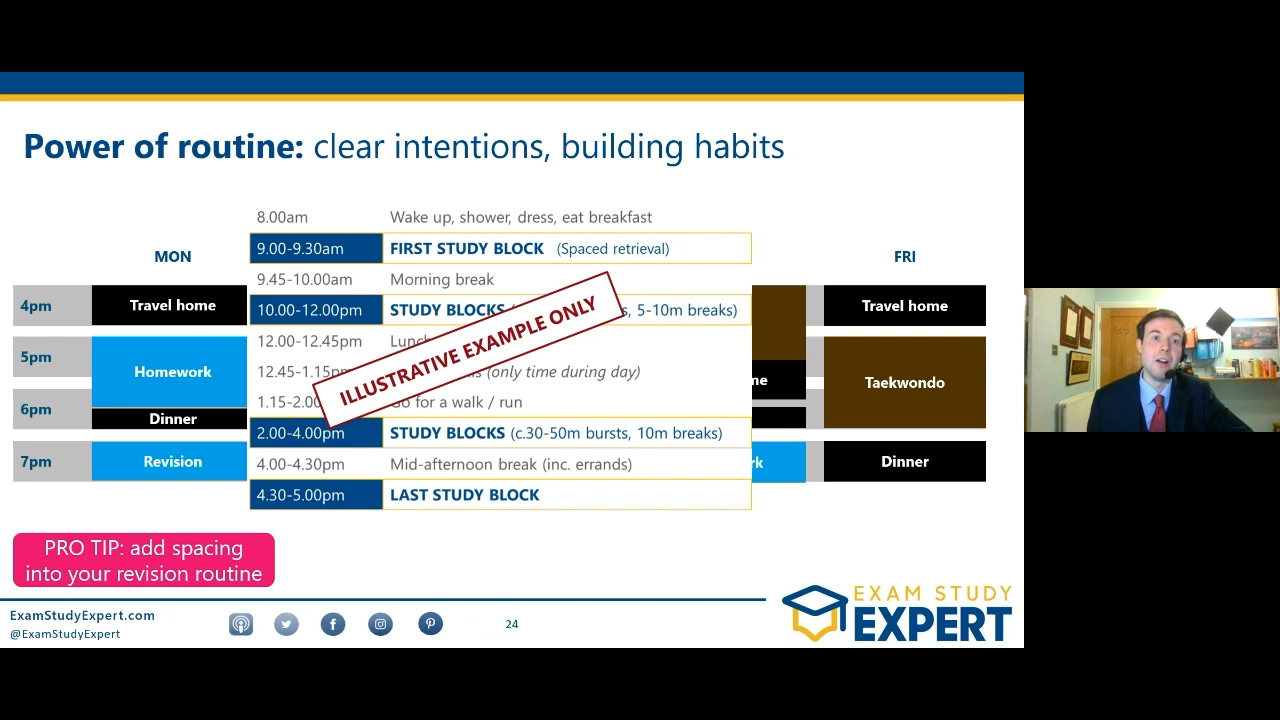 Power of routine: clear intentions, building habits
MON
4pm
Travel home
5pm
Homework
6pm
Dinner
7pm
Revision
8.00am Wake up, shower, dress, eat breakfast
9.00-9.30am FIRST STUDY BLOCK (Spaced retrieval)
9.45-10.00am Morning break
10.00-12.00pm STUDY BLOCKS 5-10m breaks)
12.00-12.45pm
12.45-1.15pm (only time during day)
Go for a walk / run
2.00-4.00pm STUDY BLOCKS (c.30-50m bursts, 10m breaks)
4.00-4.30pm Mid-afternoon break (inc. errands)
4.30-5.00pm LAST STUDY BLOCK
ILLUSTRATIVE EXAMPLE ONLY
FRI
Travel home
Taekwondo
Dinner
PRO TIP: add spacing
into your revision routine
ExamStudyExpert.com
@ExamStudyExpert
24
EXAM STUDY
EXPERT